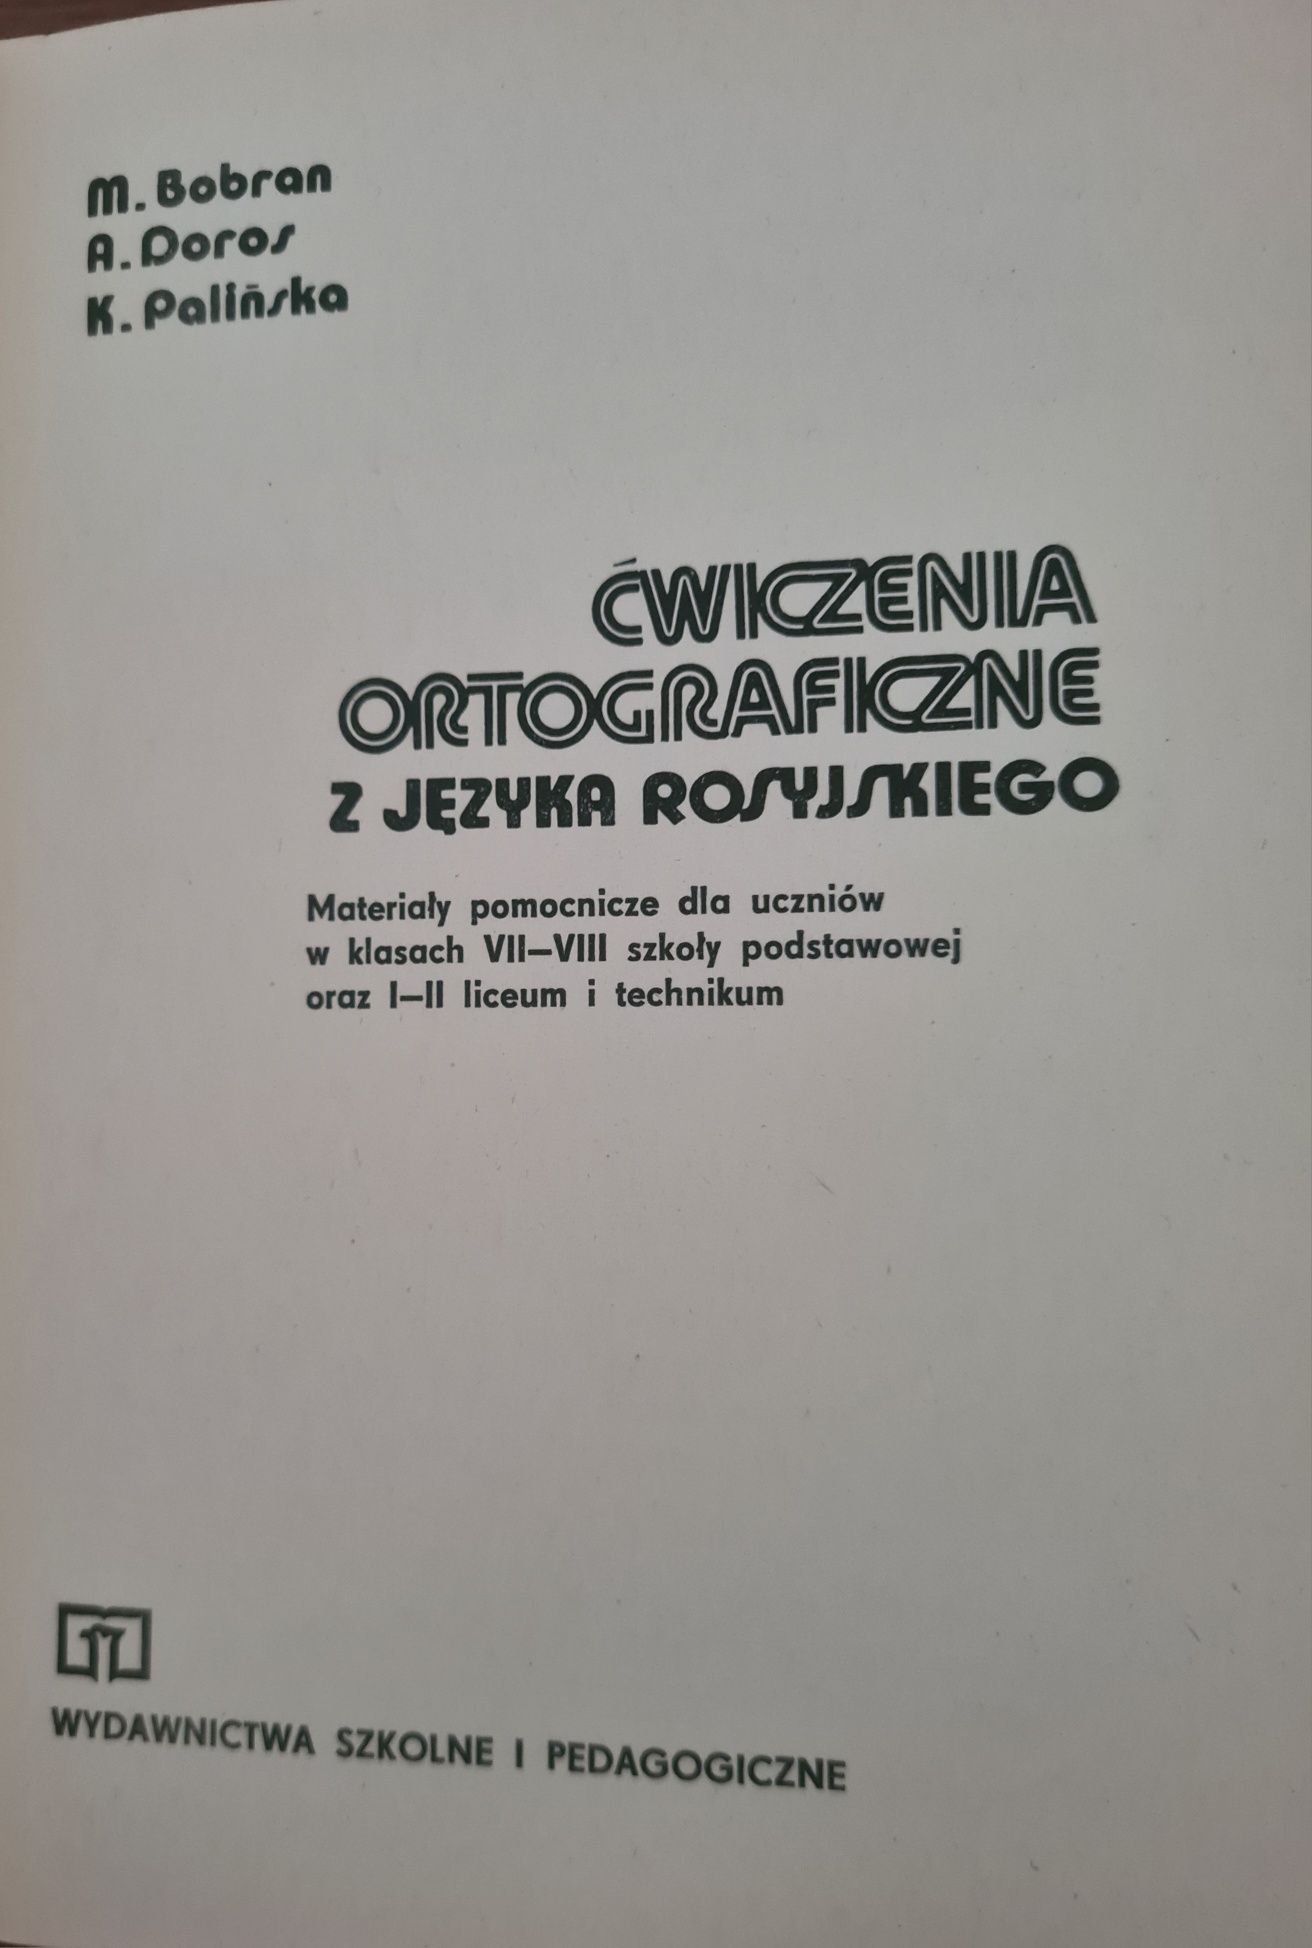 M. Bobran
A. Doros
K. Palińska
ĆWICZENIA
ORTOGRAFICZNE
Z JĘZYKA ROSYJSKIEGO
Materiały pomocnicze dla uczniów
w klasach VII–VIII szkoły podstawowej
oraz I–II liceum i technikum
WYDAWNICTWA SZKOLNE I PEDAGOGICZNE